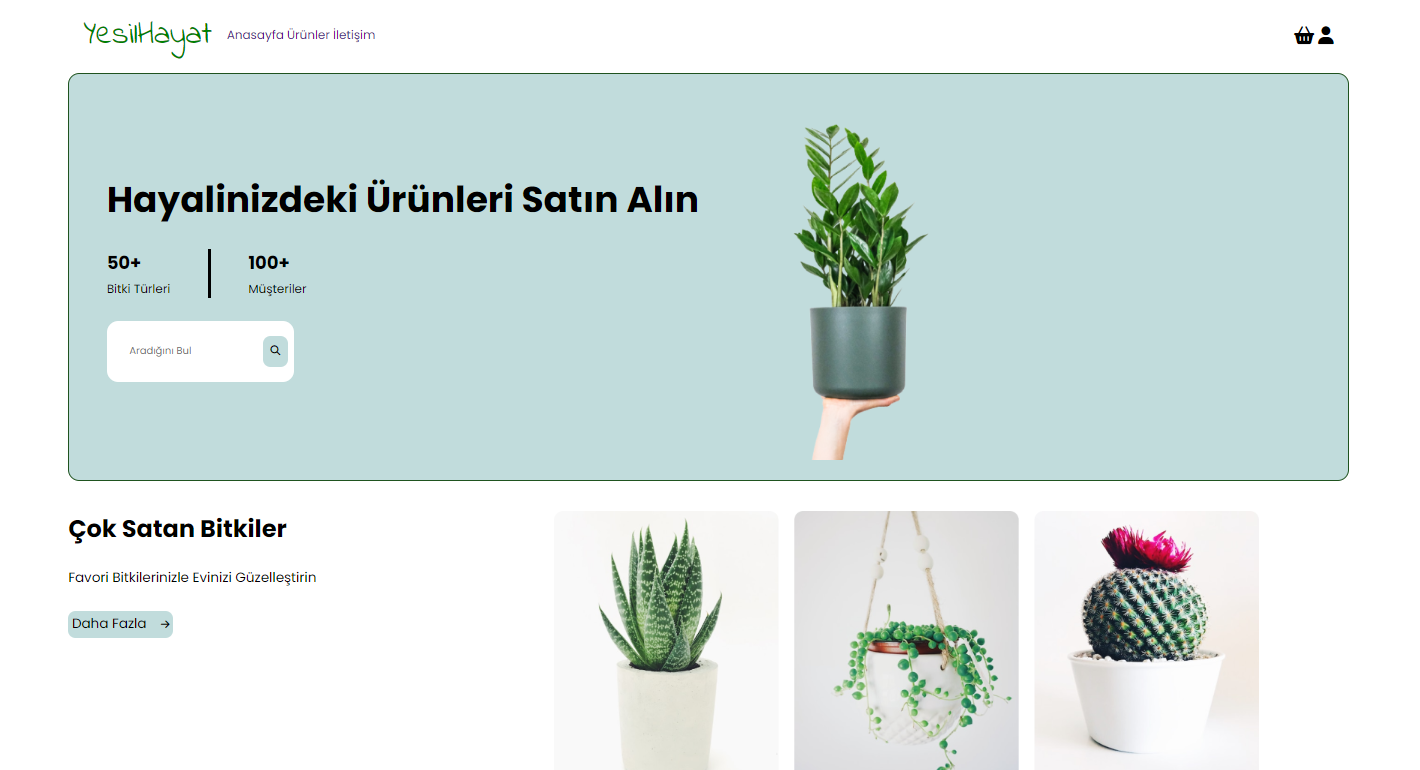 YesilHayat
Anasayfa Ürünler İletişim
Hayalinizdeki Ürünleri Satın Alın
50+
Bitki Türleri
100+
Müşteriler
Aradığını Bul
Çok Satan Bitkiler
Favori Bitkilerinizle Evinizi Güzelleştirin
Daha Fazla →